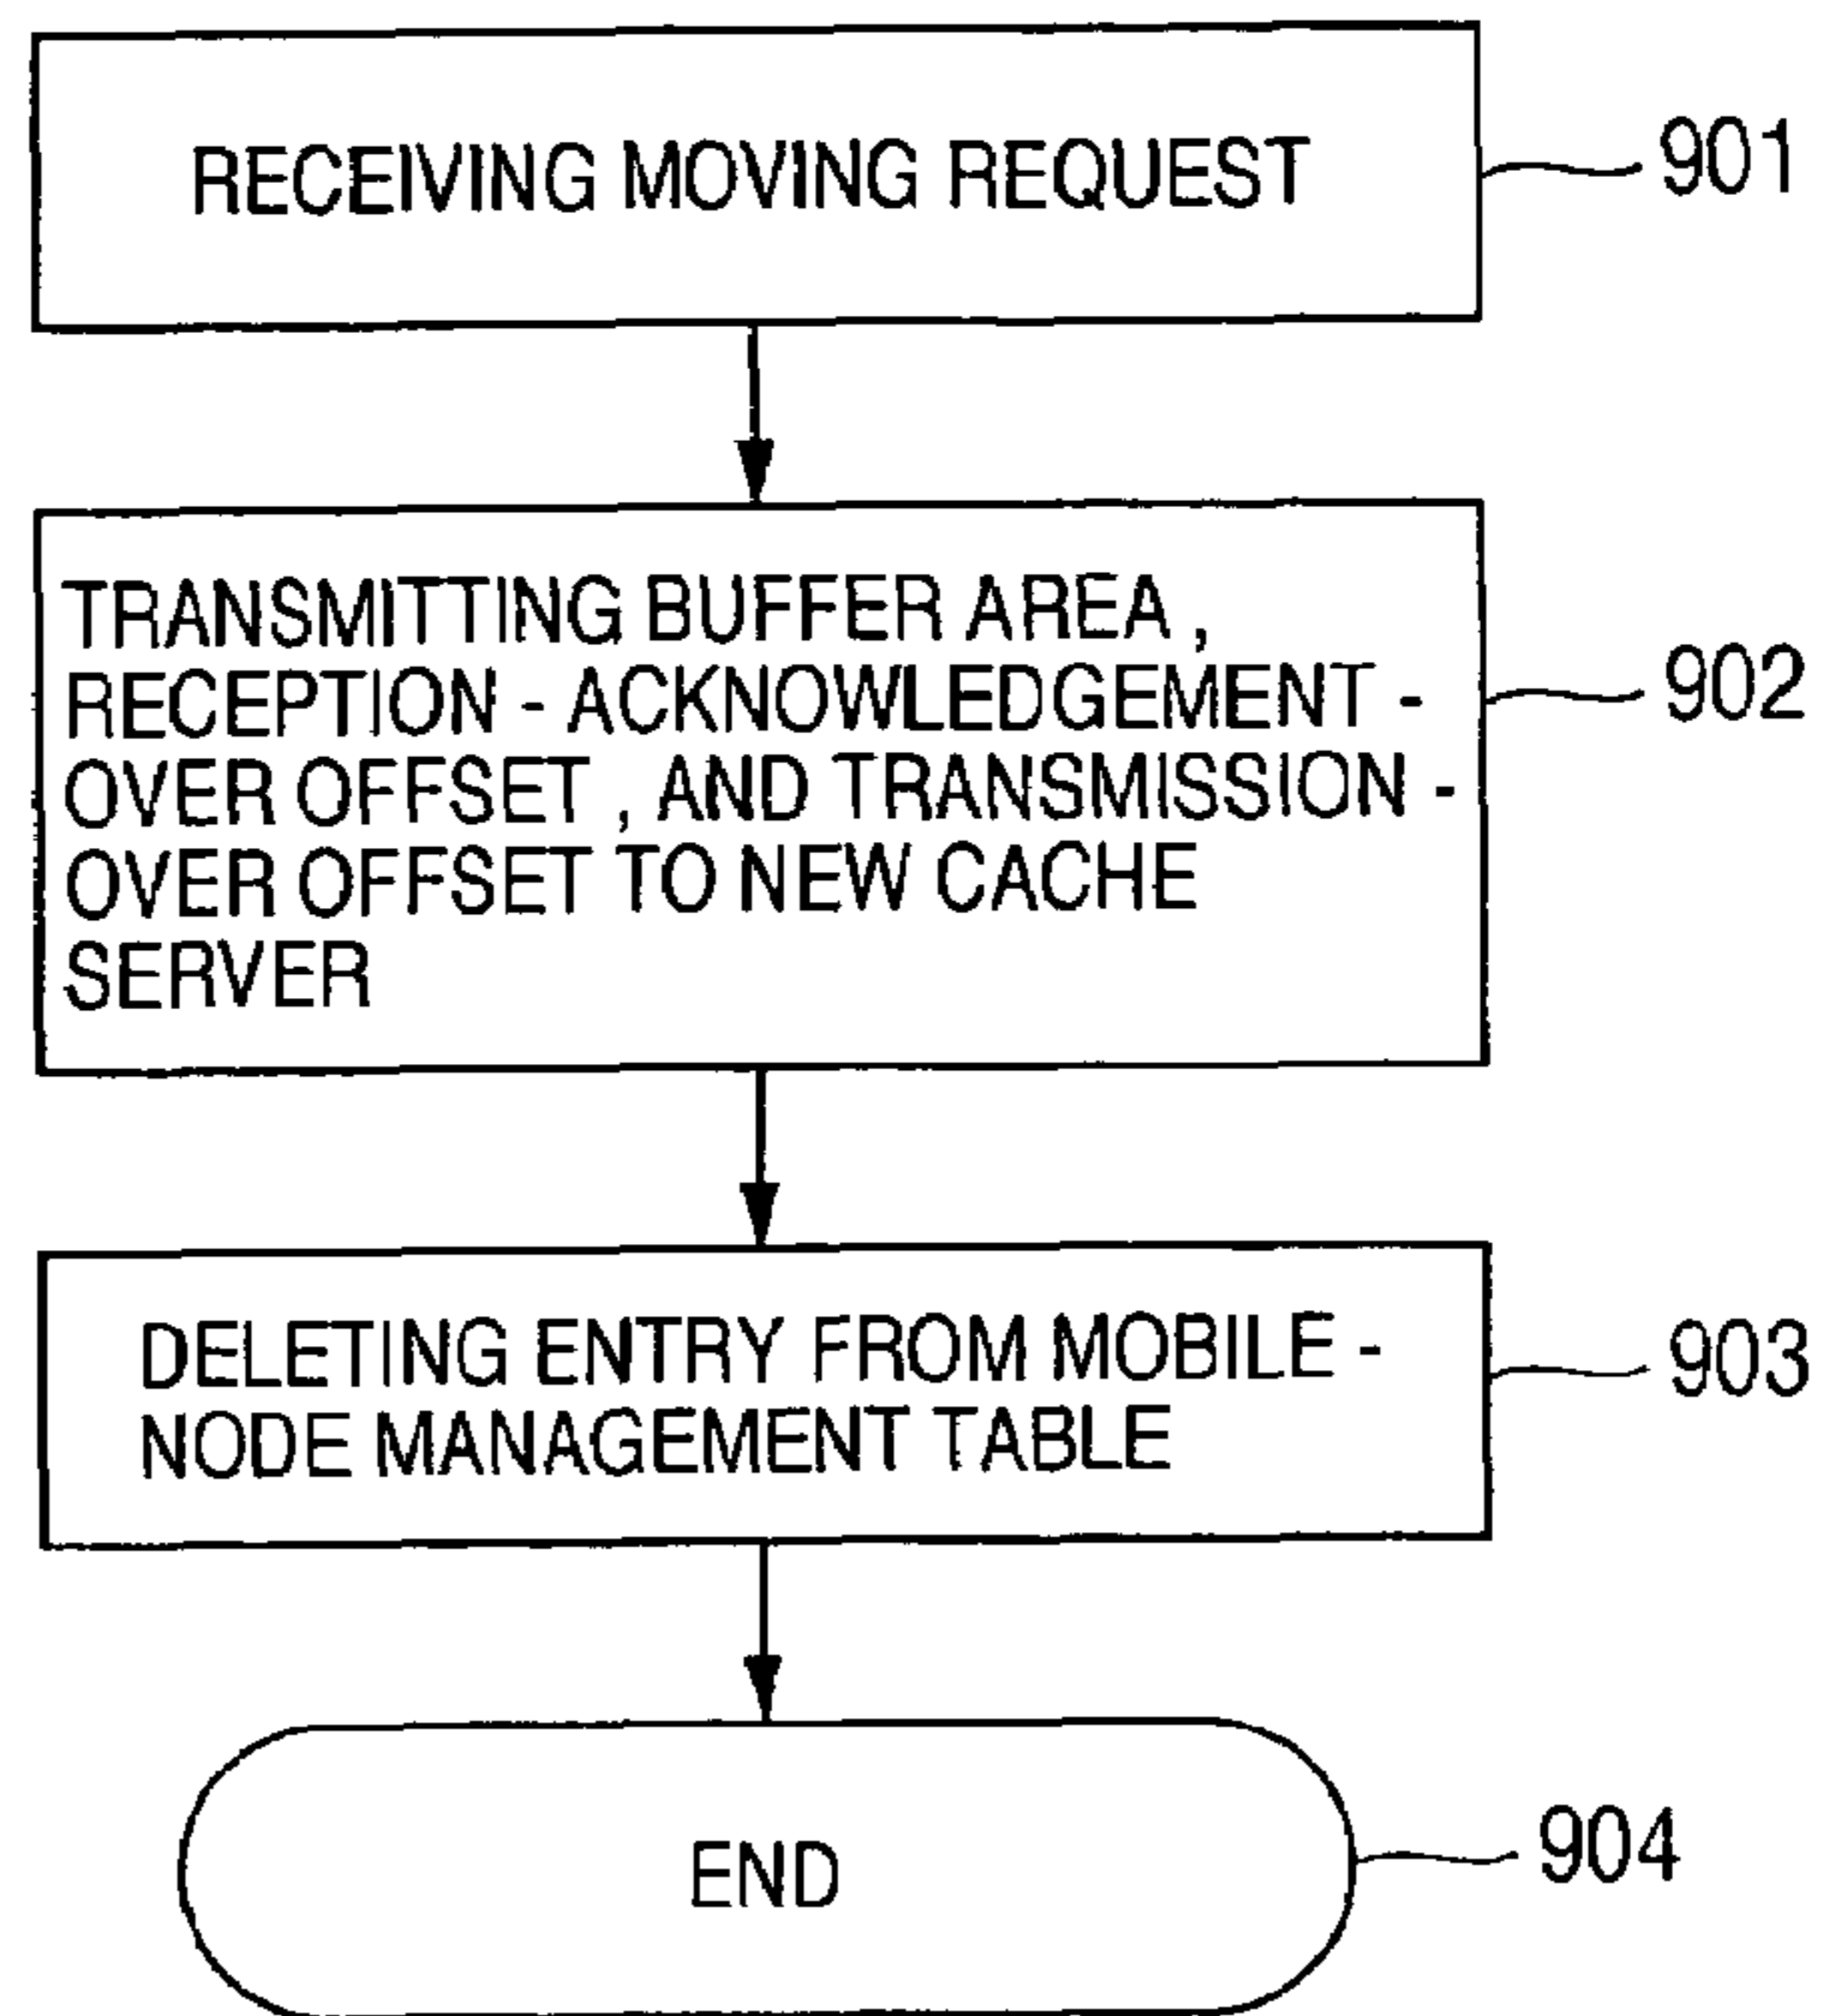 RECEIVING MOVING REQUEST
901
TRANSMITTING BUFFER AREA ,
RECEPTION - ACKNOWLEDGEMENT -
OVER OFFSET , AND TRANSMISSION -
OVER OFFSET TO NEW CACHE
SERVER
902
DELETING ENTRY FROM MOBILE -
NODE MANAGEMENT TABLE
903
END
904